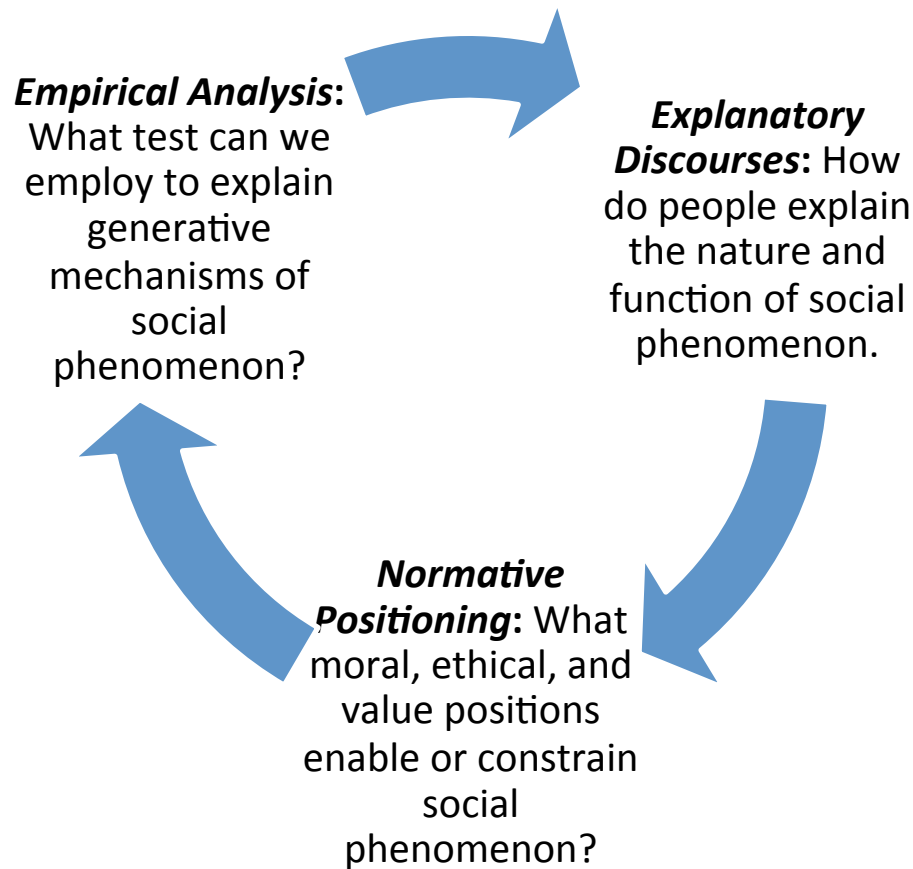 Empirical Analysis:
What test can we
employ to explain
generative
mechanisms of
social
phenomenon?
Explanatory
Discourses: How
do people explain
the nature and
function of social
phenomenon.
Normative
Positioning: What
moral, ethical, and
value positions
enable or constrain
social
phenomenon?